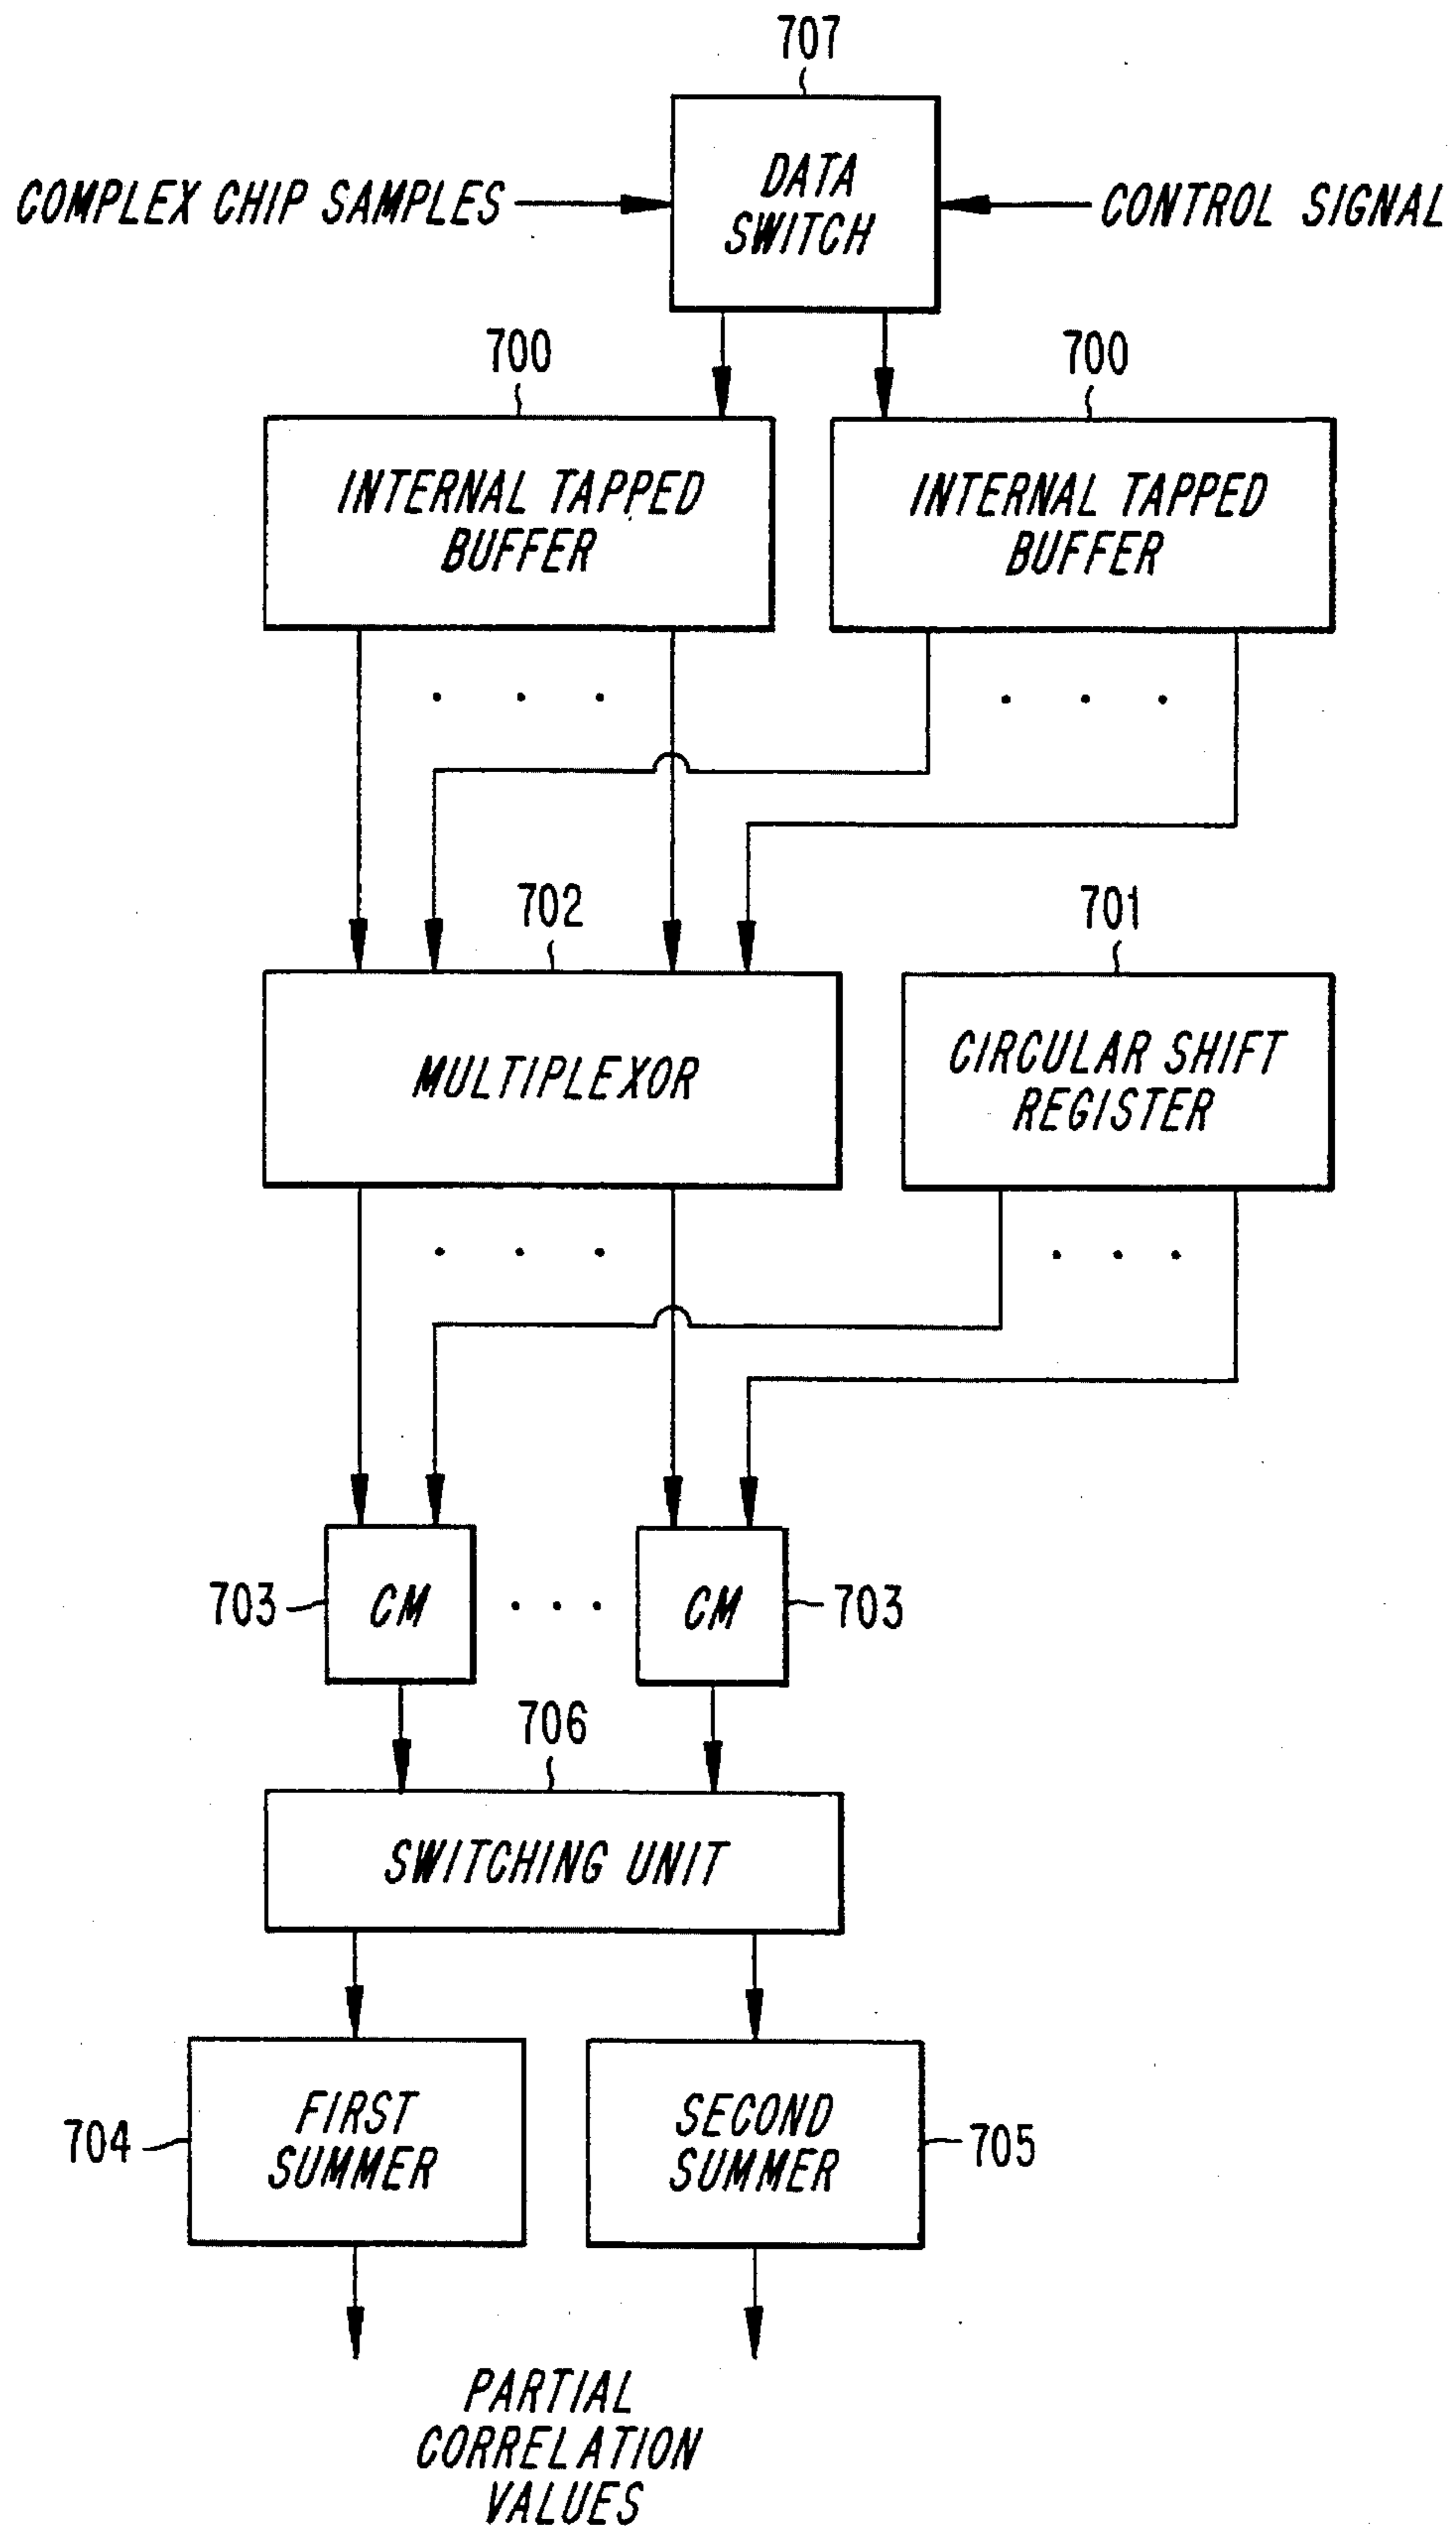 707
DATA
SWITCH
COMPLEX CHIP SAMPLES
CONTROL SIGNAL
700
700
INTERNAL TAPPED
BUFFER
INTERNAL TAPPED
BUFFER
702
701
MULTIPLEXOR
CIRCULAR SHIFT
REGISTER
703
CM
CM
703
706
SWITCHING UNIT
704
FIRST
SUMMER
SECOND
SUMMER
705
PARTIAL
CORRELATION
VALUES